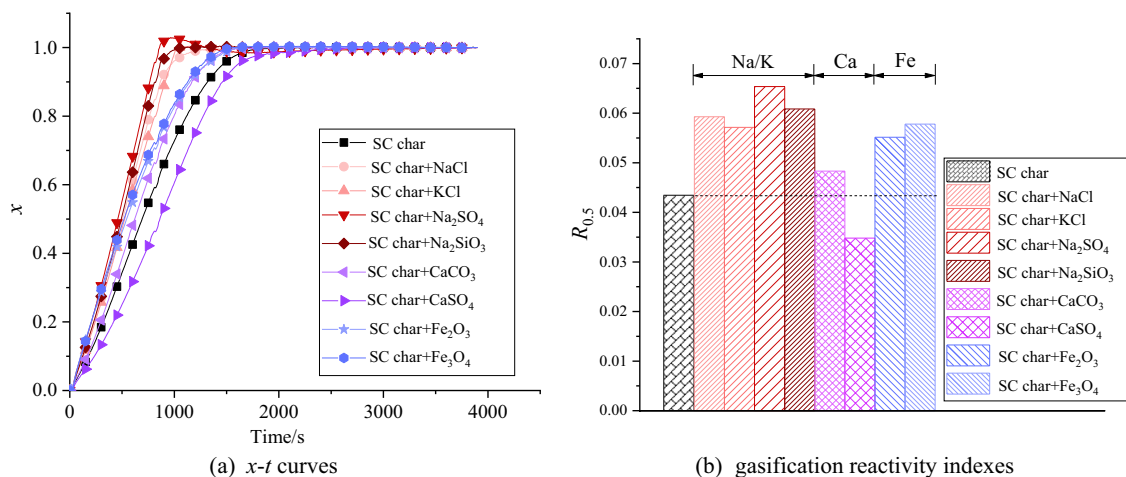 x
1.0
0.8
0.6
0.4
0.2
0.0
0
1000
2000
3000
4000
Time/s
SC char
SC char+NaCl
SC char+KCl
SC char+Na₂SO₄
SC char+Na₂SiO₃
SC char+CaCO₃
SC char+CaSO₄
SC char+Fe₂O₃
SC char+Fe₃O₄
(a) x-t curves
R₀.₅
0.07
0.06
0.05
0.04
0.03
0.02
0.01
0.00
Na/K
Ca
Fe
SC char
SC char+NaCl
SC char+KCl
SC char+Na₂SO₄
SC char+Na₂SiO₃
SC char+CaCO₃
SC char+CaSO₄
SC char+Fe₂O₃
SC char+Fe₃O₄
(b) gasification reactivity indexes